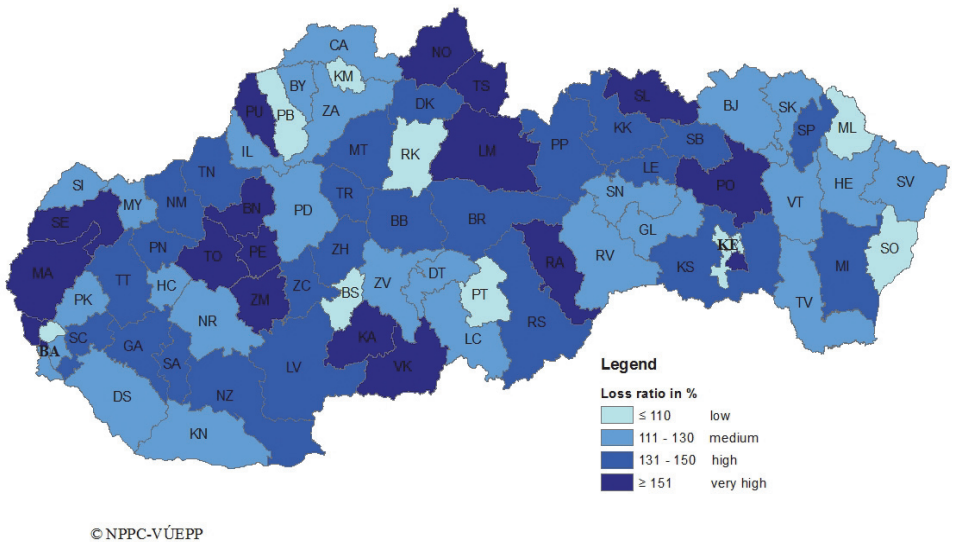 CA
NO
KM
TS
BY
PU
PB
ZA
DK
SL
BJ
SK
SP
ML
IL
MT
RK
LM
PP
KK
SB
TN
LE
PO
HE
SV
SI
MY
NM
BN
PD
TR
SN
VT
SE
BB
BR
GL
PN
TO
PE
ZH
RV
KE
SO
MA
TT
HC
ZM
ZC
BS
ZV
DT
PT
RA
KS
MI
PK
NR
TV
BA
SC
GA
SA
LV
KA
VK
LC
RS
DS
NZ
KN
Legend
Loss ratio in %
≤ 110 low
111 - 130 medium
131 - 150 high
≥ 151 very high
© NPPC-VÚEPP